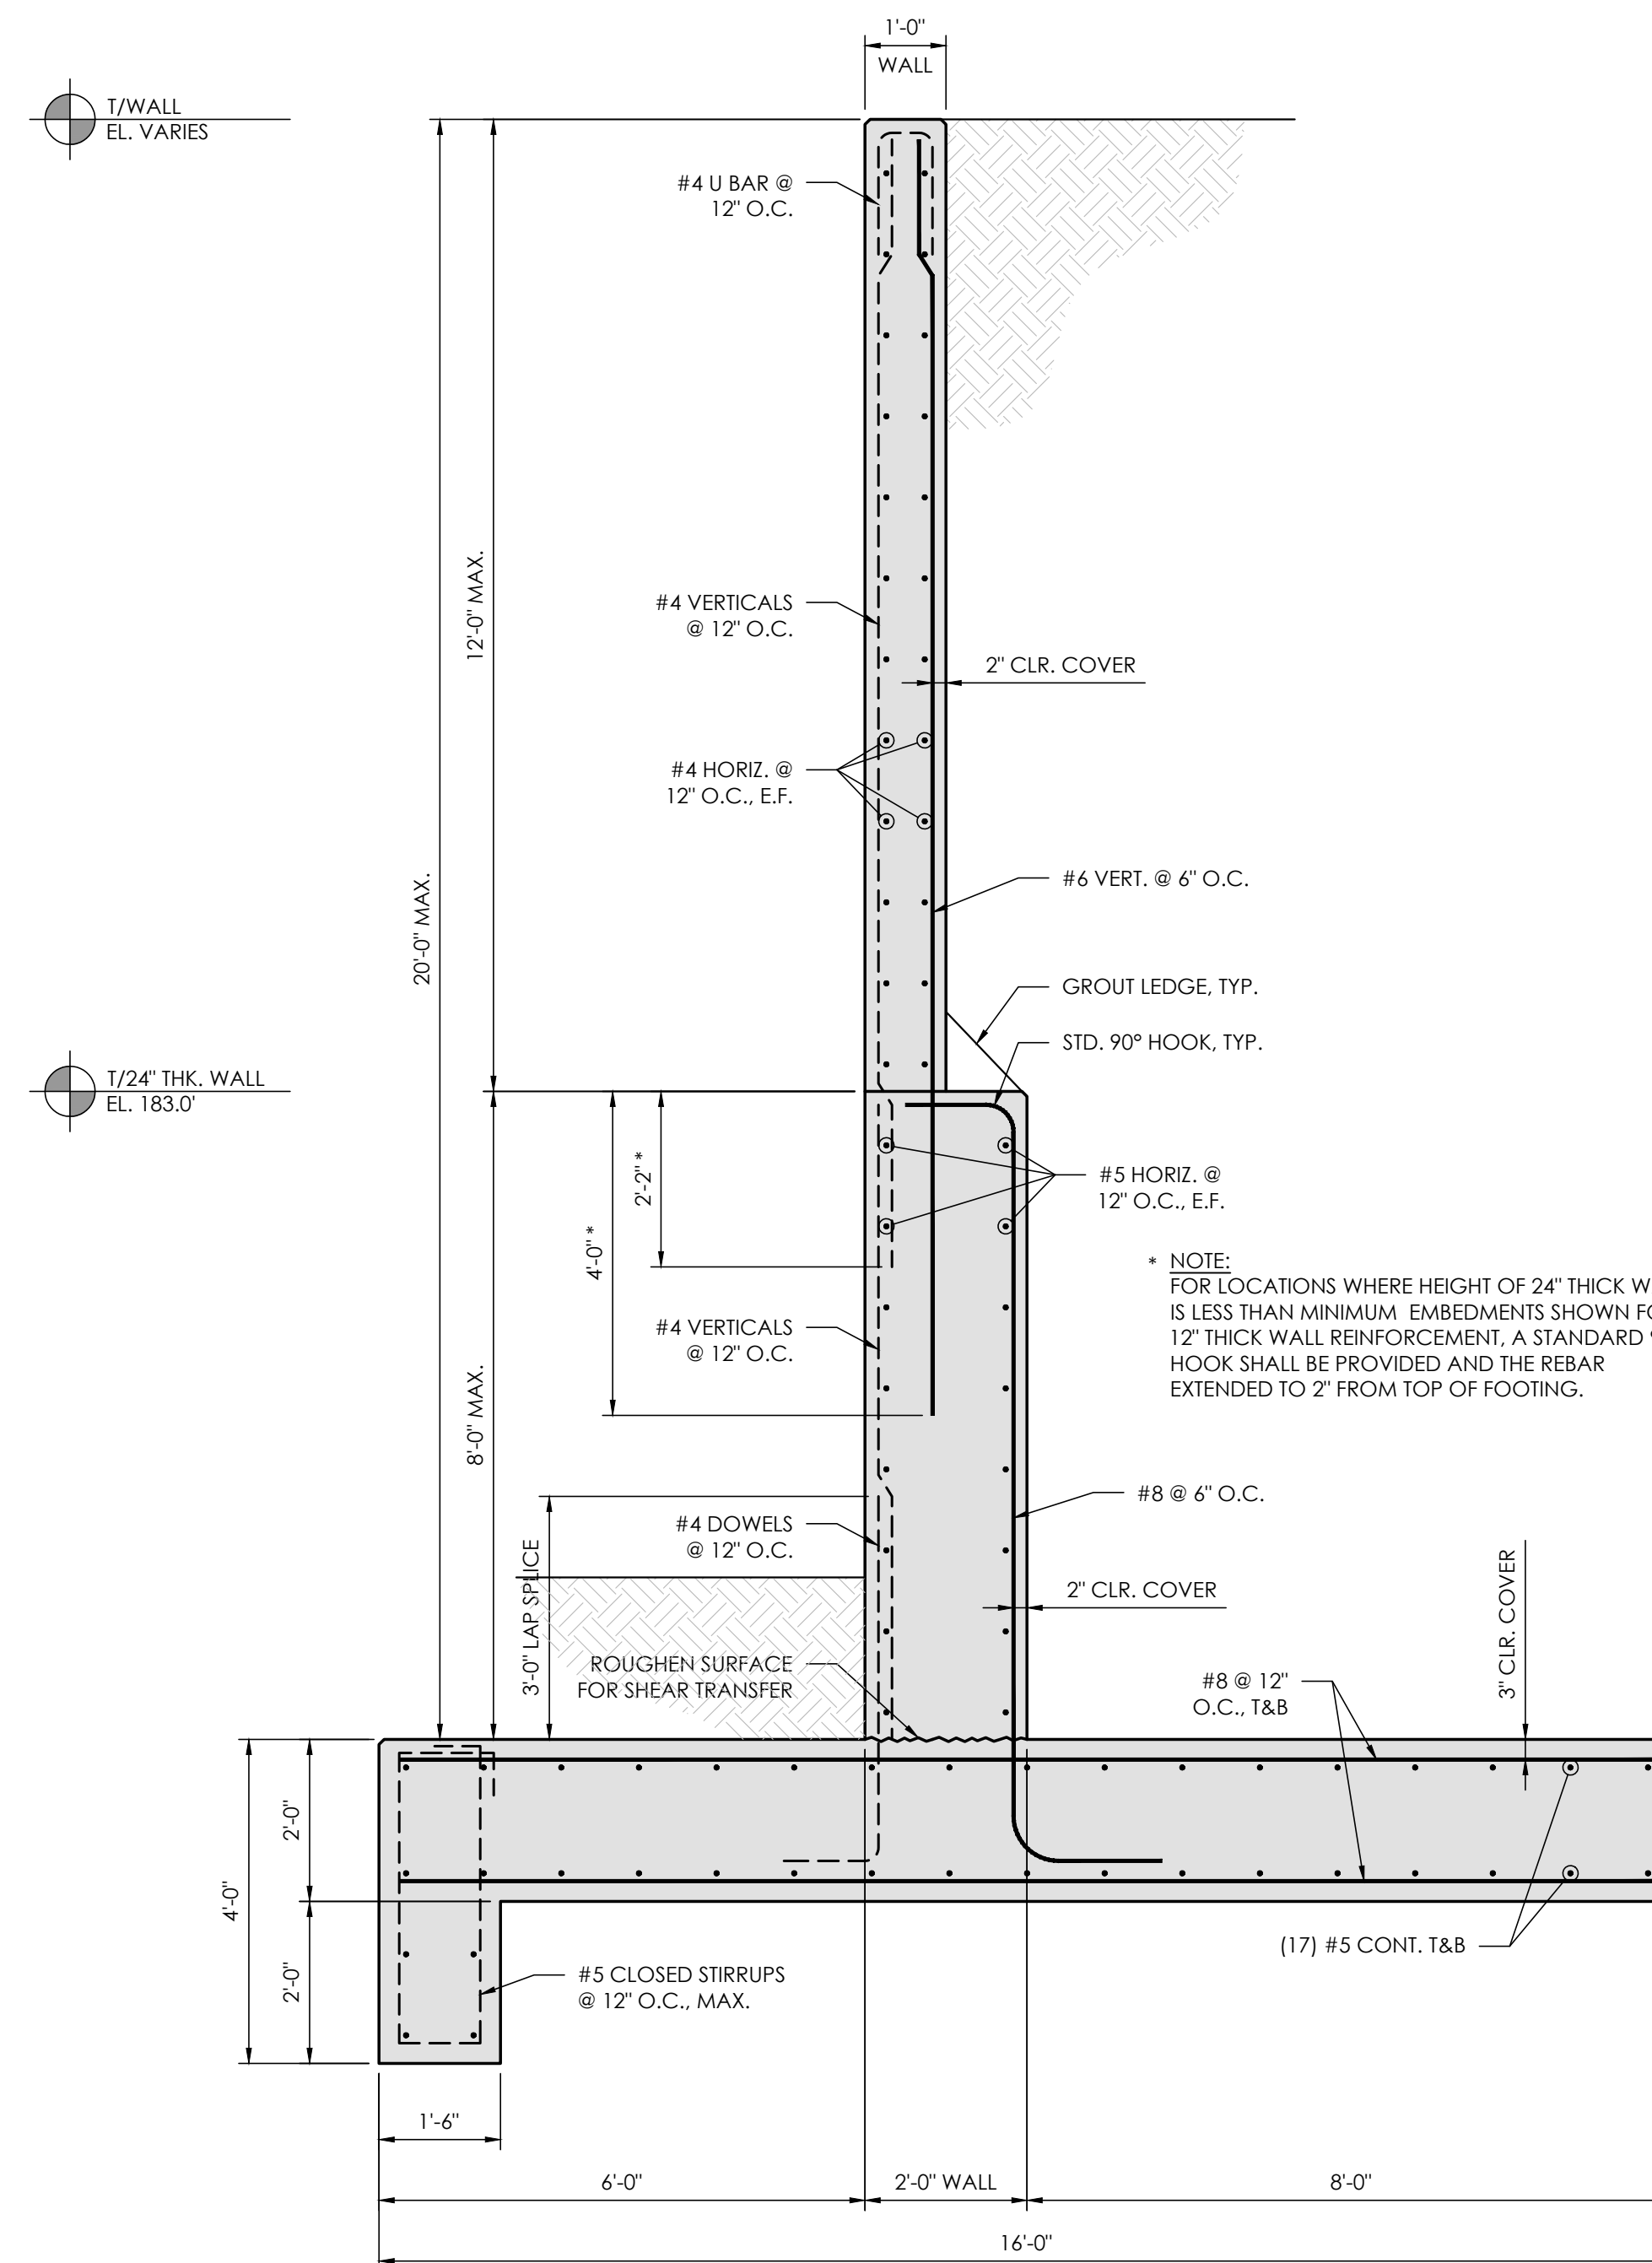 1'-0"
WALL
T/WALL
EL. VARIES
#4 U BAR @
12" O.C.
12'-0" MAX.
#4 VERTICALS
@ 12" O.C.
2" CLR. COVER
#4 HORIZ. @
12" O.C., E.F.
#6 VERT. @ 6" O.C.
20'-0" MAX.
GROUT LEDGE, TYP.
STD. 90° HOOK, TYP.
T/24" THK. WALL
EL. 183.0'
2'-2" *
#5 HORIZ. @
12" O.C., E.F.
4'-0" *
* NOTE:
FOR LOCATIONS WHERE HEIGHT OF 24" THICK
IS LESS THAN MINIMUM EMBEDMENTS SHOWN
12" THICK WALL REINFORCEMENT, A STANDARD
HOOK SHALL BE PROVIDED AND THE REBAR
EXTENDED TO 2" FROM TOP OF FOOTING.
#4 VERTICALS
@ 12" O.C.
8'-0" MAX.
#8 @ 6" O.C.
#4 DOWELS
@ 12" O.C.
3'-0" LAP SPLICE
2" CLR. COVER
3" CLR. COVER
ROUGHEN SURFACE
FOR SHEAR TRANSFER
#8 @ 12"
O.C., T&B
2'-0"
4'-0"
2'-0"
(17) #5 CONT. T&B
#5 CLOSED STIRRUPS
@ 12" O.C., MAX.
1'-6"
6'-0"
2'-0" WALL
8'-0"
16'-0"